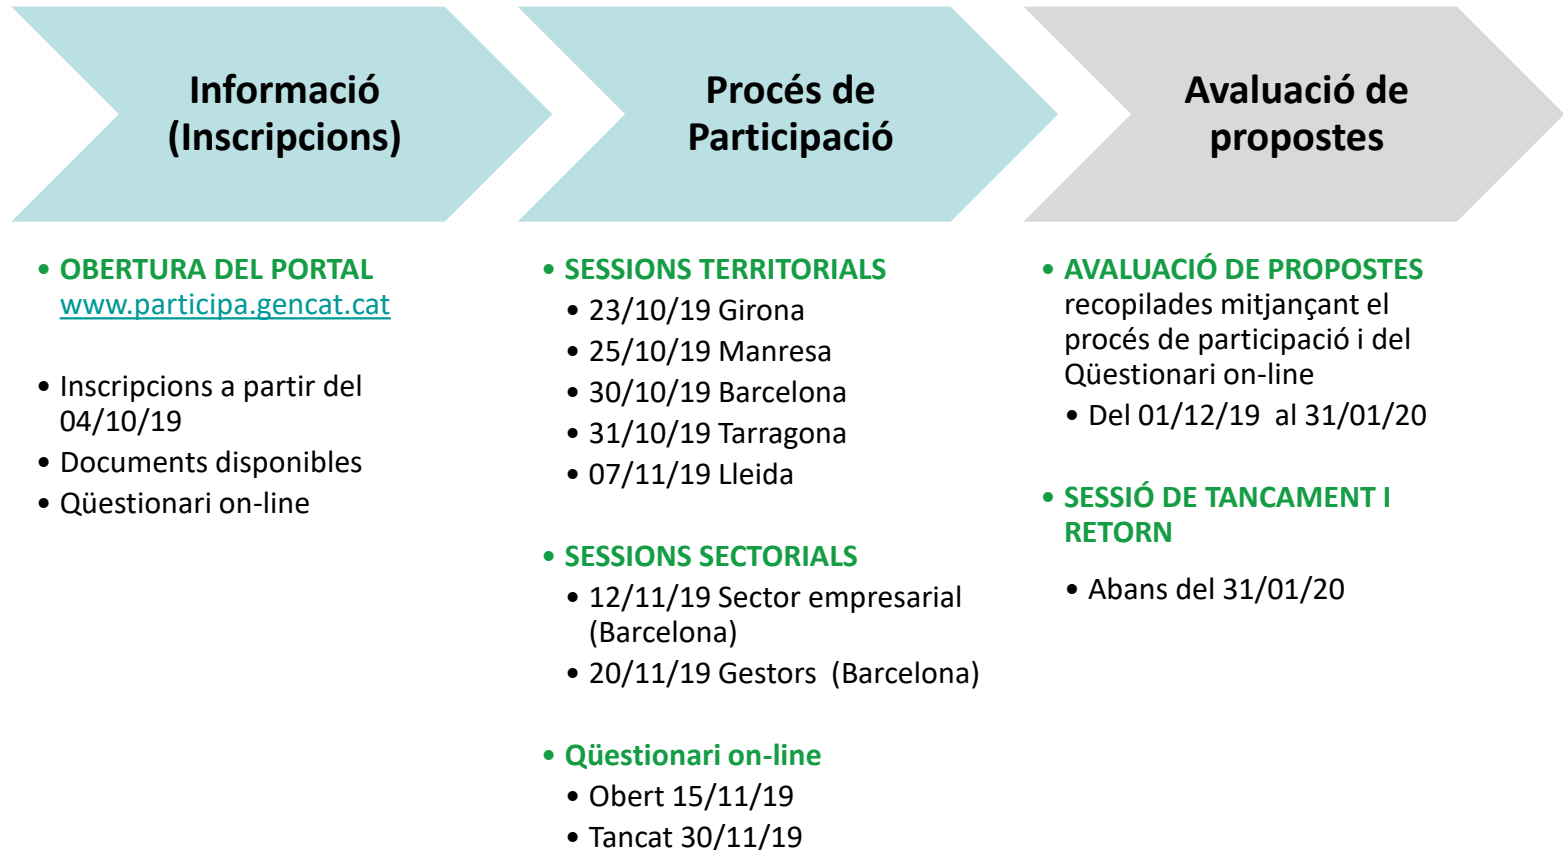 Informació
(Inscripcions)
• OBERTURA DEL PORTAL
www.participa.gencat.cat
• Inscripcions a partir del
04/10/19
• Documents disponibles
• Qüestionari on-line
Procés de
Participació
• SESSIONS TERRITORIALS
• 23/10/19 Girona
• 25/10/19 Manresa
• 30/10/19 Barcelona
• 31/10/19 Tarragona
• 07/11/19 Lleida
• SESSIONS SECTORIALS
• 12/11/19 Sector empresarial
(Barcelona)
• 20/11/19 Gestors (Barcelona)
• Qüestionari on-line
• Obert 15/11/19
• Tancat 30/11/19
Avaluació de
propostes
• AVALUACIÓ DE PROPOSTES
recopilades mitjançant el
procés de participació i del
Qüestionari on-line
• Del 01/12/19 al 31/01/20
• SESSIÓ DE TANCAMENT I
RETORN
• Abans del 31/01/20